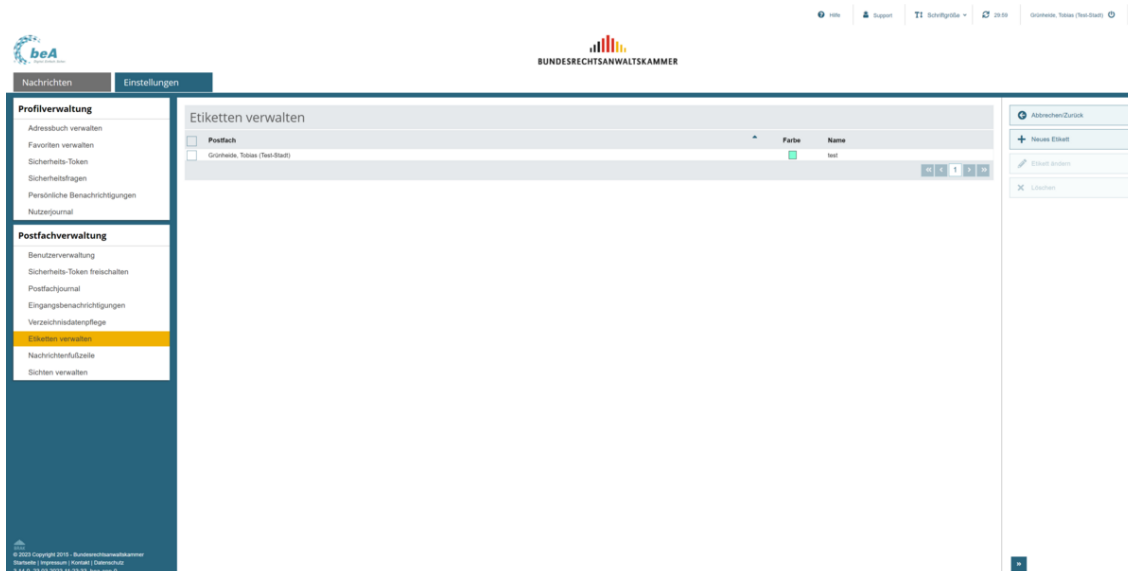 Hilfe
Support
Schriftgröße
29:59
Grünheide, Tobias (Test-Stadt)
beA
BUNDESRECHTSANWALTSKAMMER
Nachrichten
Einstellungen
Profilverwaltung
Adressbuch verwalten
Favoriten verwalten
Sicherheits-Token
Sicherheitsfragen
Persönliche Benachrichtigungen
Nutzerjournal
Postfachverwaltung
Benutzerverwaltung
Sicherheits-Token freischalten
Postfachjournal
Eingangsbenachrichtigungen
Verzeichnisdatenpflege
Etiketten verwalten
Nachrichtenfußzeile
Sichten verwalten
Etiketten verwalten
Postfach Farbe Name
Grünheide, Tobias (Test-Stadt) test
1
Abbrechen/Zurück
Neues Etikett
Etikett ändern
Löschen
© 2023 Copyright 2015 - Bundesrechtsanwaltskammer
Startseite | Impressum | Kontakt | Datenschutz